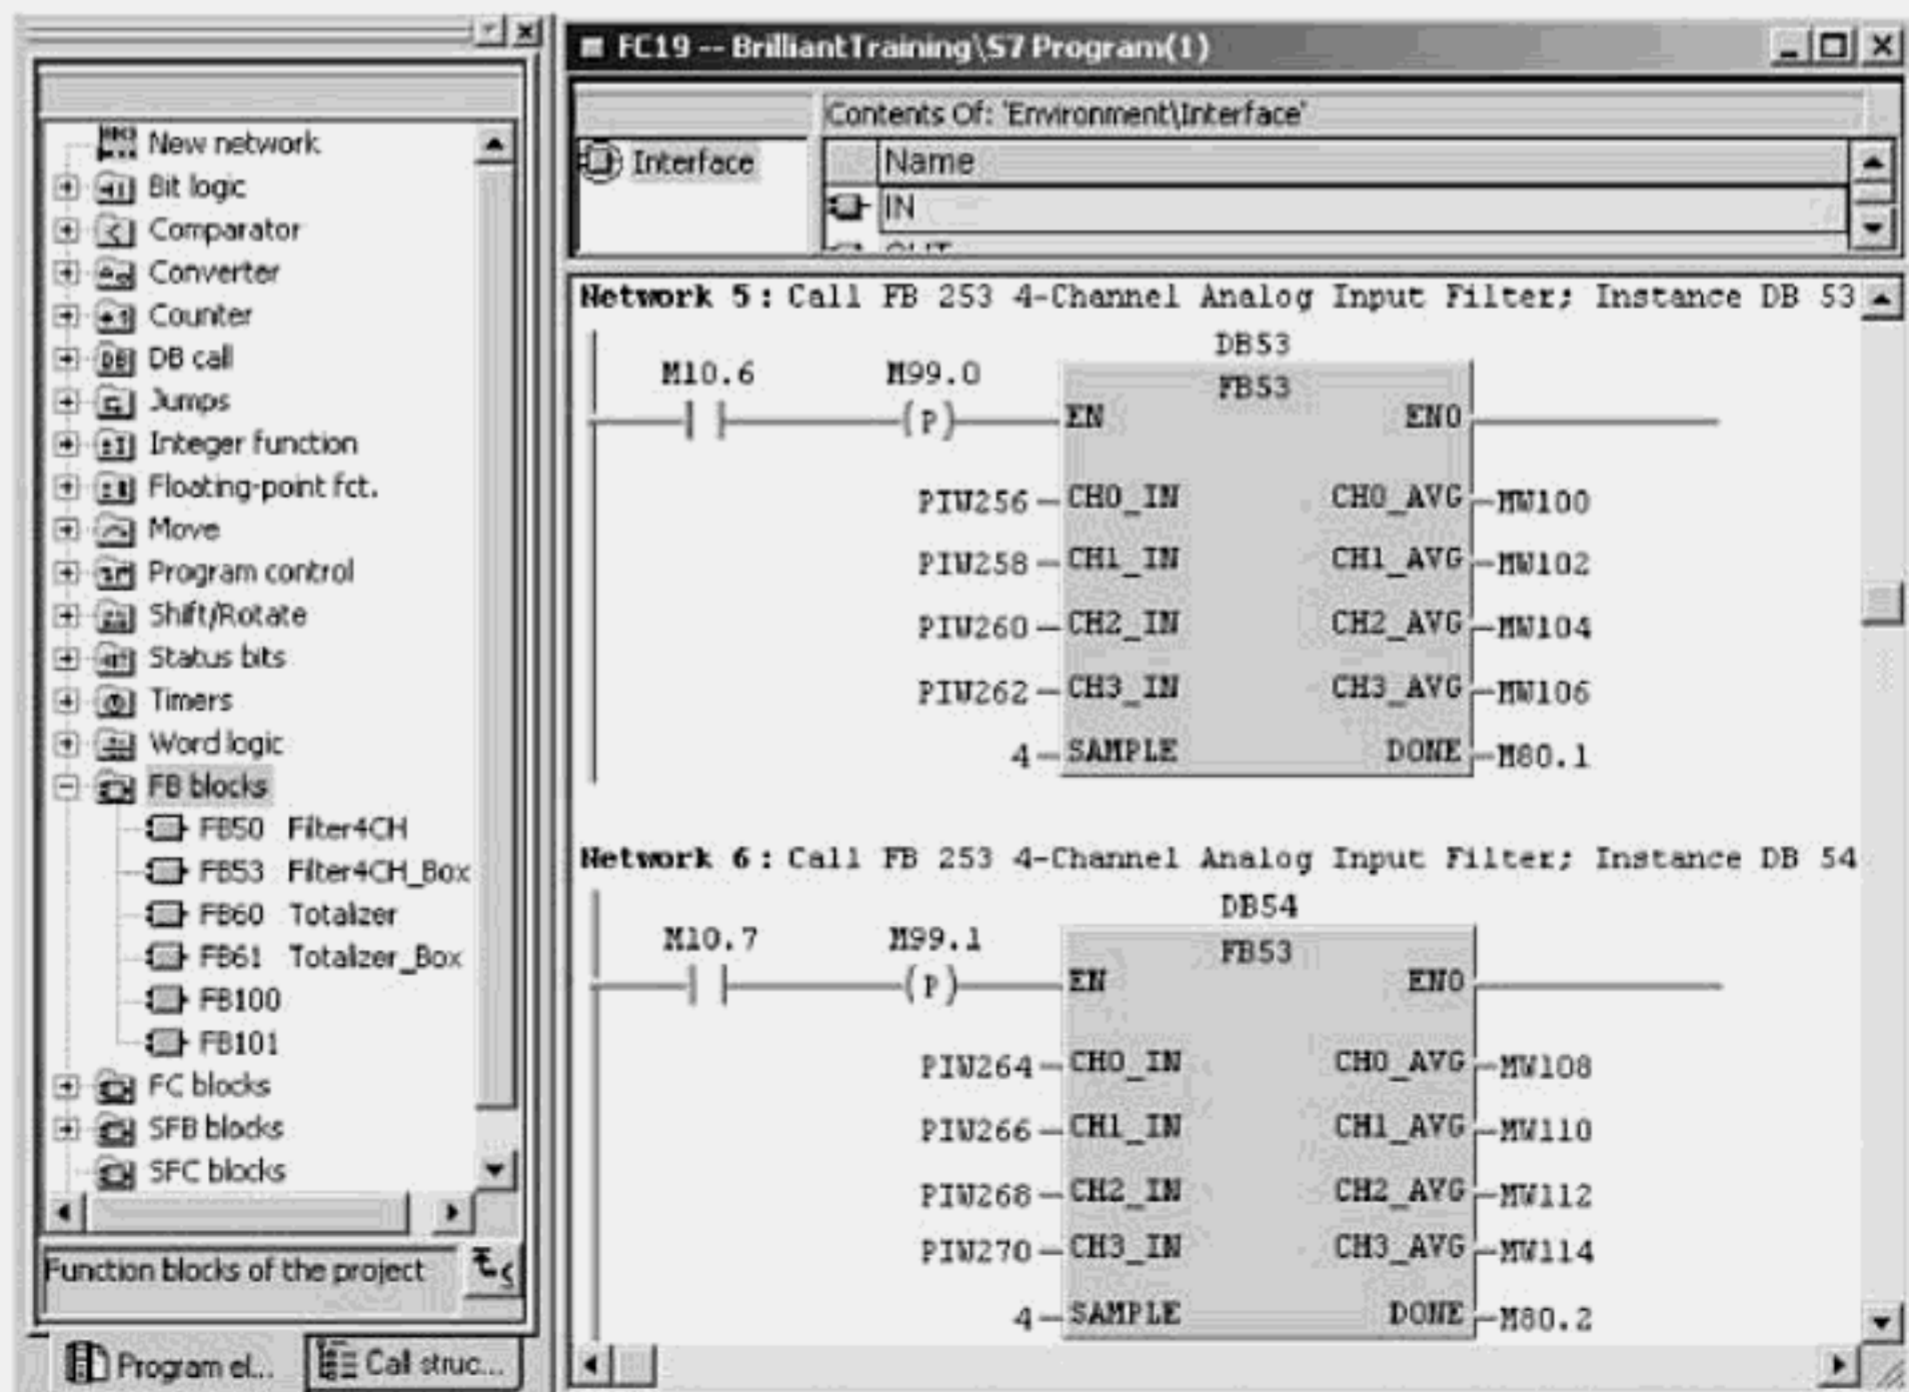 New network
Bit logic
Comparator
Converter
Counter
DB call
Jumps
Integer function
Floating-point fct.
Move
Program control
Shift/Rotate
Status bits
Timers
Word logic
FB blocks
FB50 Filter4CH
FB53 Filter4CH_Box
FB60 Totalizer
FB61 Totalizer_Box
FB100
FB101
FC blocks
SFB blocks
SFC blocks
Function blocks of the project
Program el...
Call struc...
FC19 -- BrilliantTraining\S7 Program(1)
Contents Of: 'Environment\Interface'
Interface
Name
IN
OUT
Network 5: Call FB 253 4-Channel Analog Input Filter; Instance DB 53
DB53
M10.6 M99.0 FB53
(P) EN ENO
PIW256 CH0_IN CH0_AVG MW100
PIW258 CH1_IN CH1_AVG MW102
PIW260 CH2_IN CH2_AVG MW104
PIW262 CH3_IN CH3_AVG MW106
4 SAMPLE DONE M80.1
Network 6: Call FB 253 4-Channel Analog Input Filter; Instance DB 54
DB54
M10.7 M99.1 FB53
(P) EN ENO
PIW264 CH0_IN CH0_AVG MW108
PIW266 CH1_IN CH1_AVG MW110
PIW268 CH2_IN CH2_AVG MW112
PIW270 CH3_IN CH3_AVG MW114
4 SAMPLE DONE M80.2